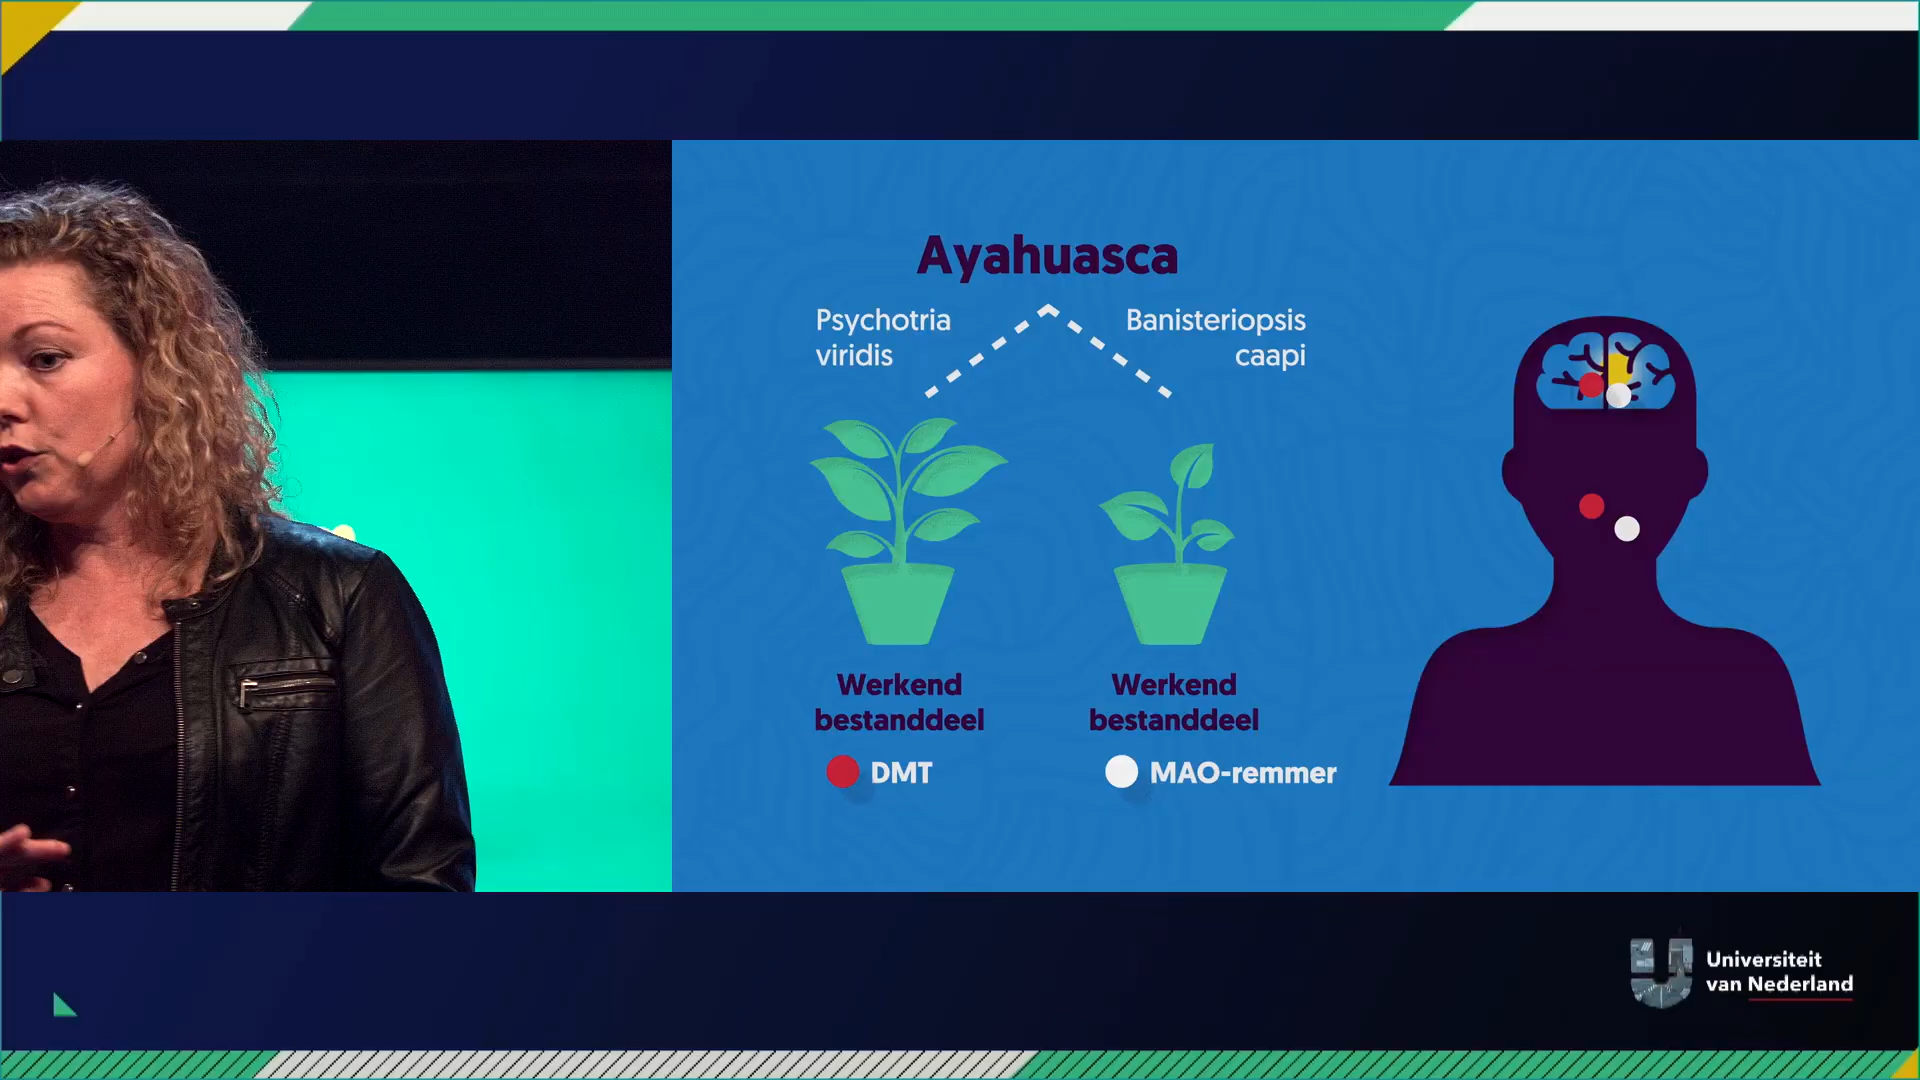 Ayahuasca
Psychotria
viridis
Banisteriopsis
caapi
Werkend
bestanddeel
DMT
Werkend
bestanddeel
MAO-remmer
Universiteit
van Nederland